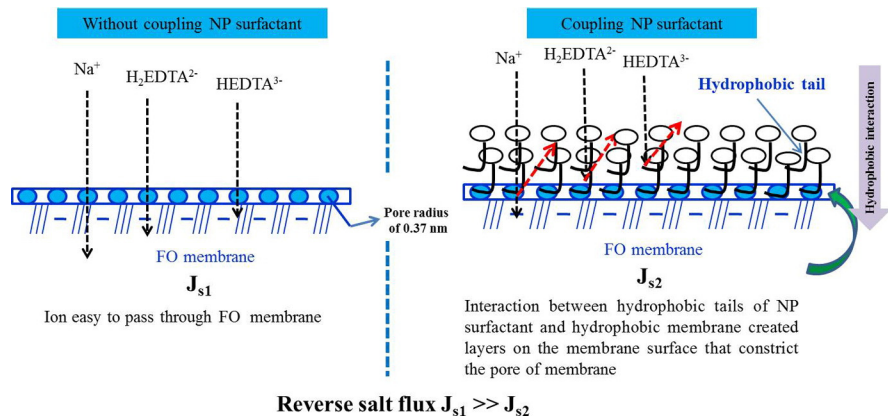 Without coupling NP surfactant
Na⁺
H₂EDTA²⁻
HEDTA³⁻
Pore radius
of 0.37 nm
FO membrane
Jₛ₁
Ion easy to pass through FO membrane
Coupling NP surfactant
Na⁺
H₂EDTA²⁻
HEDTA³⁻
Hydrophobic tail
Hydrophobic interaction
FO membrane
Jₛ₂
Interaction between hydrophobic tails of NP
surfactant and hydrophobic membrane created
layers on the membrane surface that constrict
the pore of membrane
Reverse salt flux Jₛ₁ >> Jₛ₂